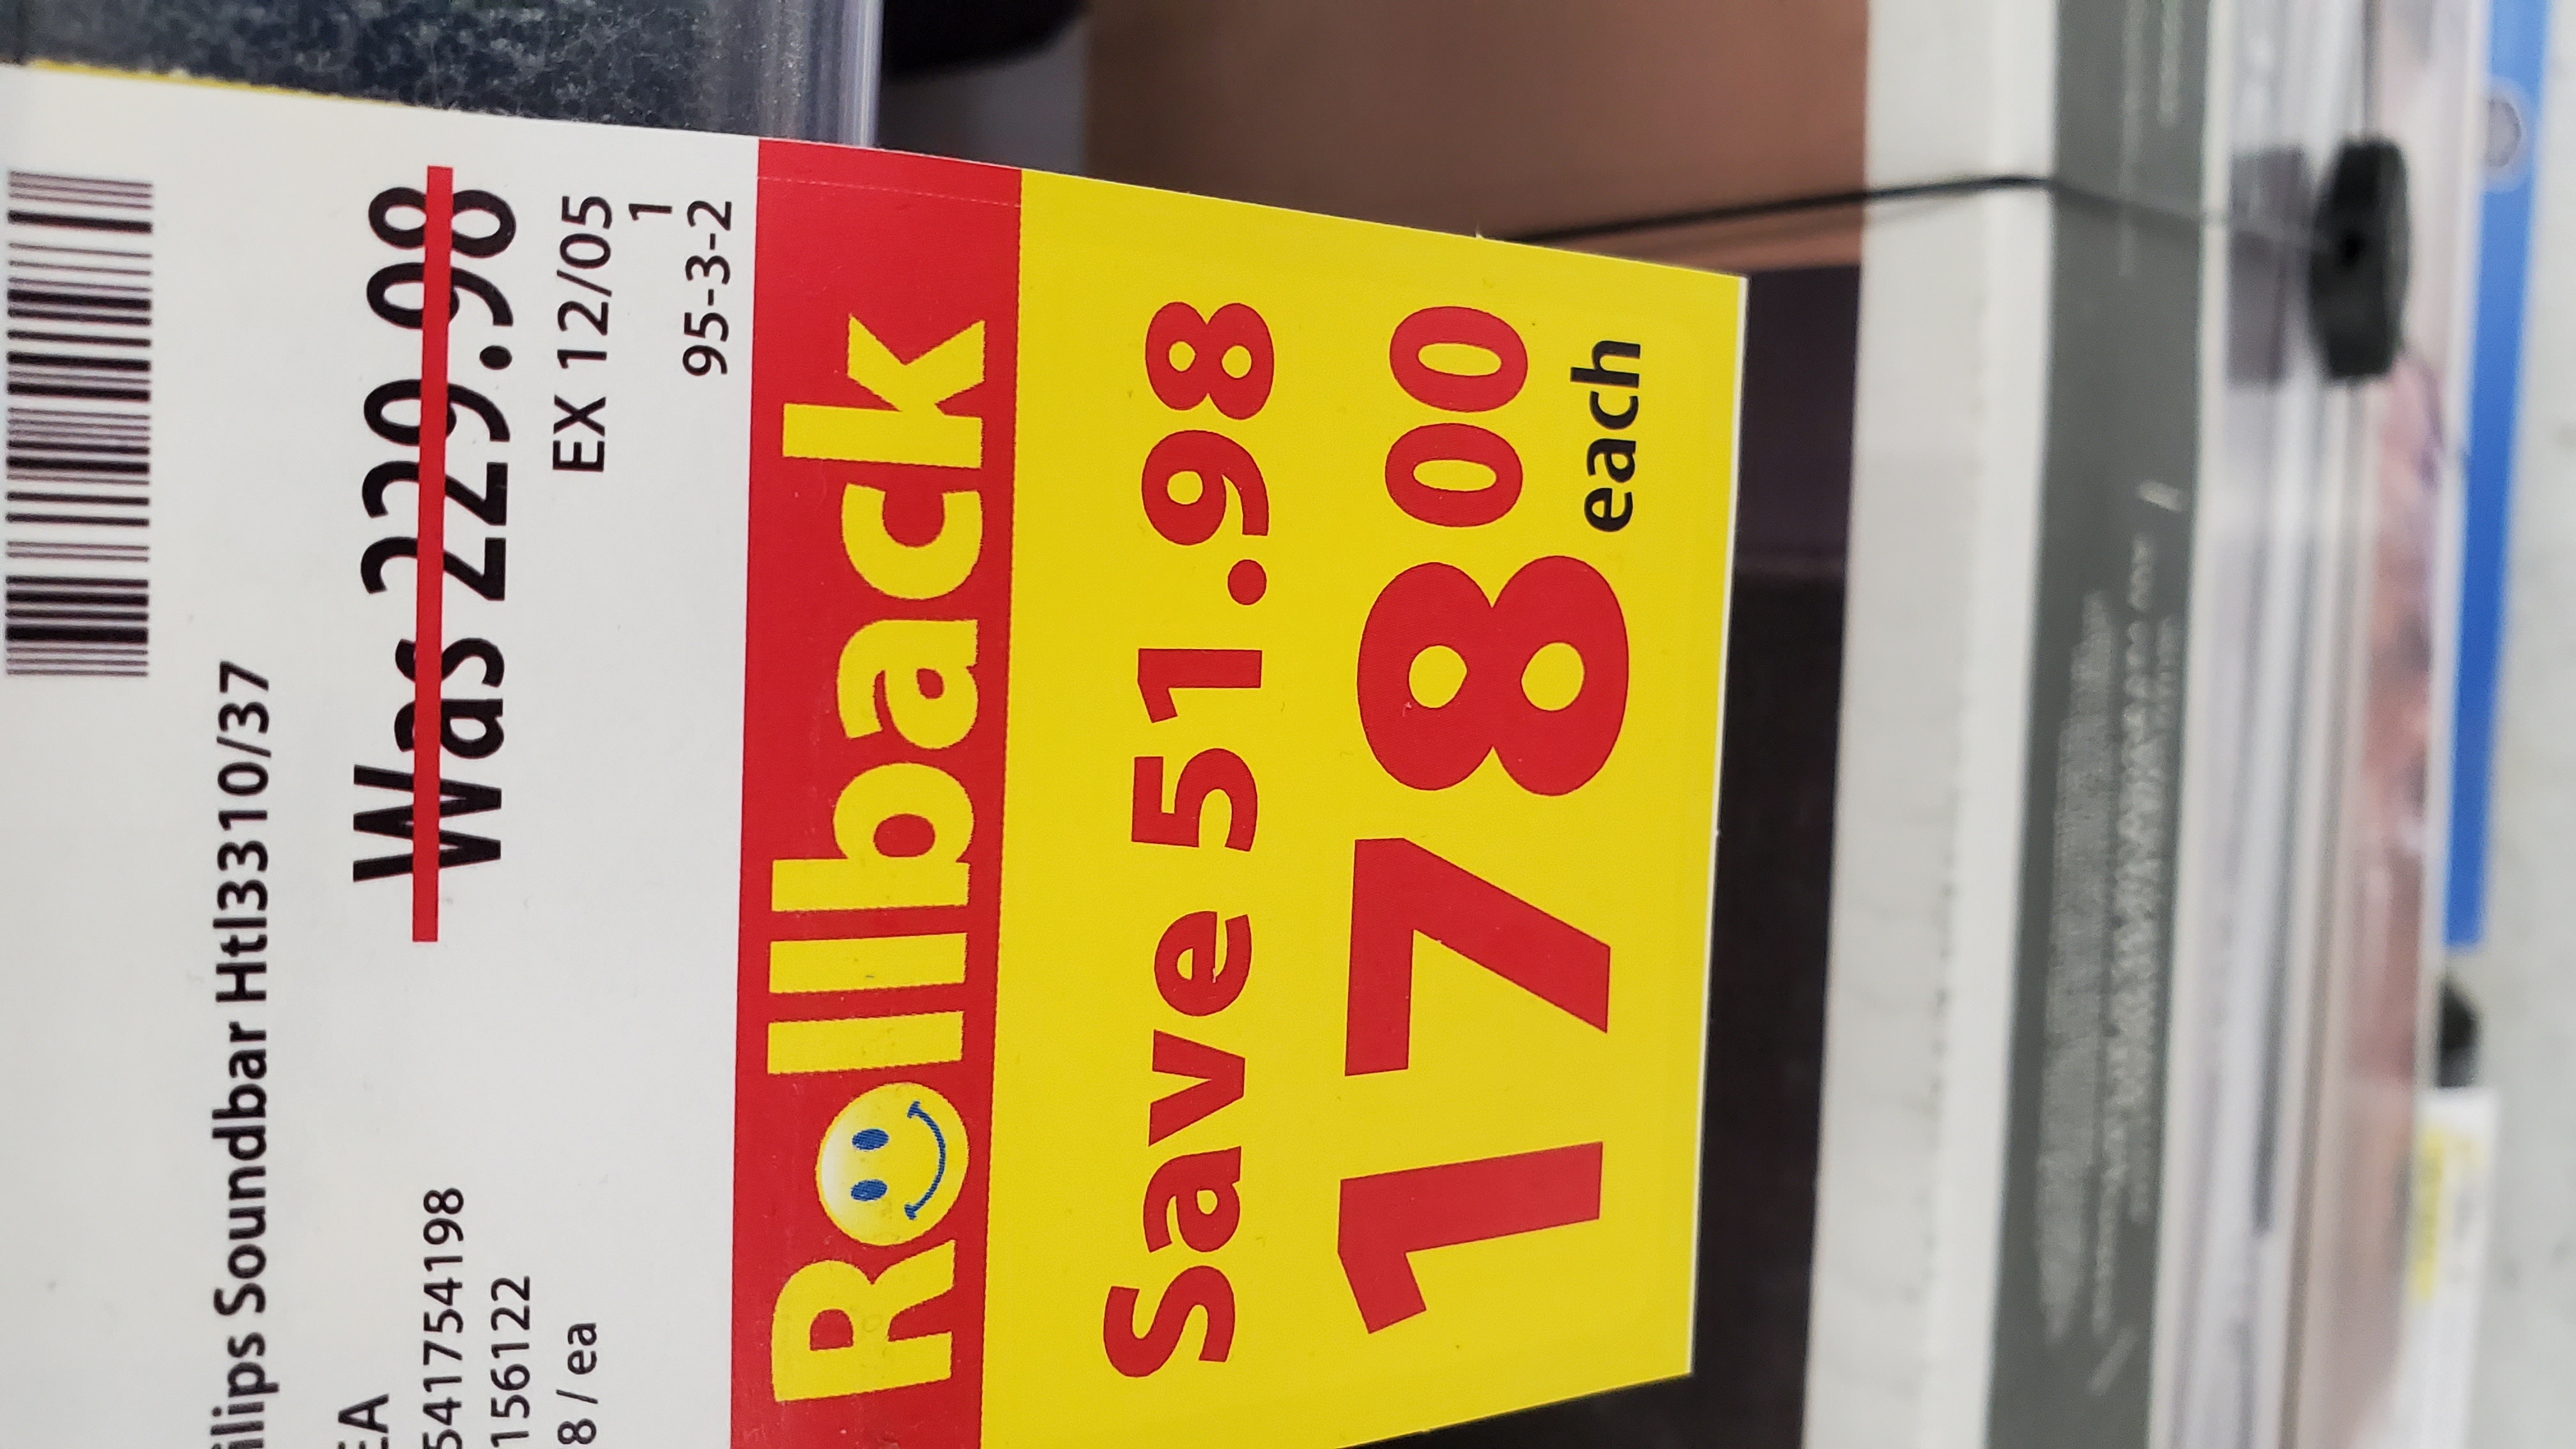 ilips Soundbar Htl3310/37
EA
541754198
156122
8 / ea
Was 229.98
EX 12/05
1
95-3-2
Rollback
Save 51.98
178 00
each